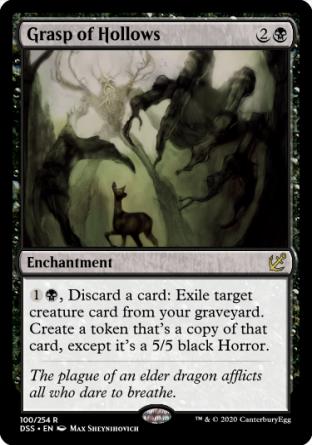 Grasp of Hollows 2
Enchantment
1, Discard a card: Exile target
creature card from your graveyard.
Create a token that's a copy of that
card, except it's a 5/5 black Horror.
The plague of an elder dragon afflicts
all who dare to breathe.
100/254 R
DSS • EN Max Sheynihovich
™ & © 2020 CanterburyEgg